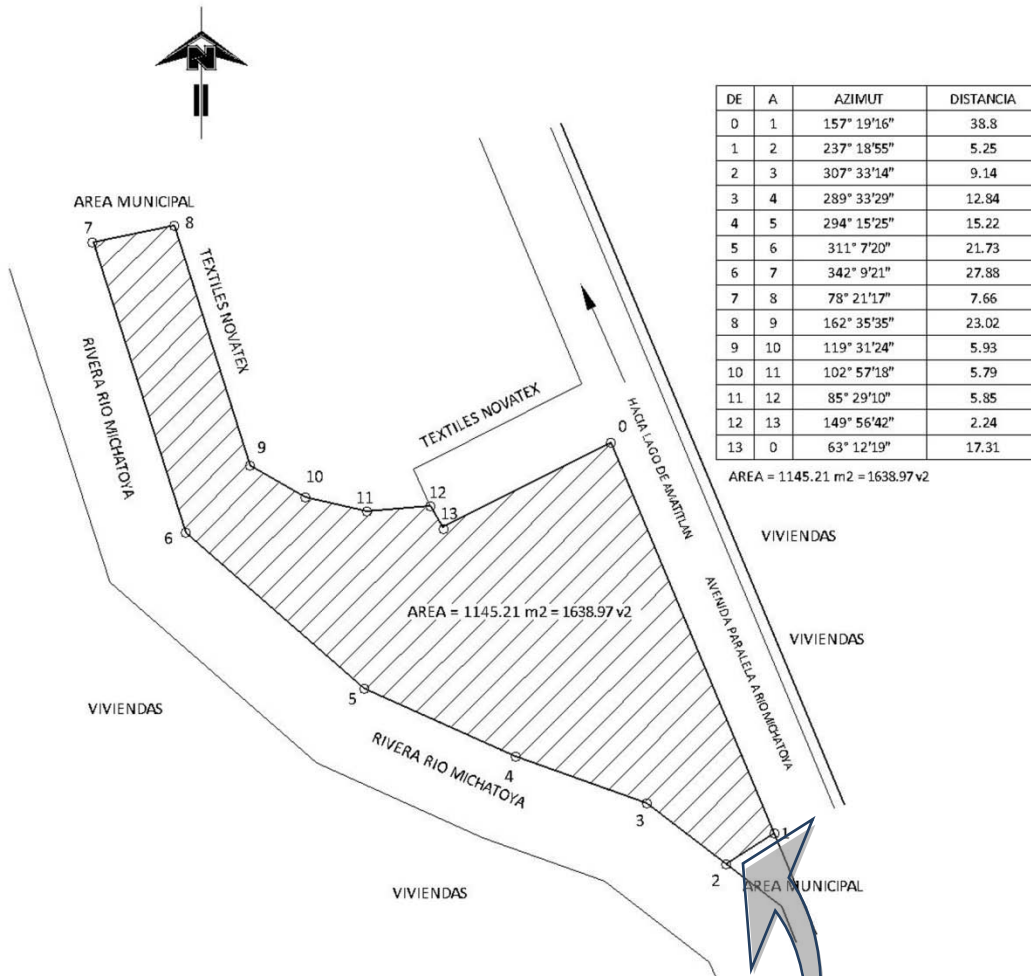 N
DE A AZIMUT DISTANCIA
0 1 157° 19'16" 38.8
1 2 237° 18'55" 5.25
2 3 307° 33'14" 9.14
3 4 289° 33'29" 12.84
4 5 294° 15'25" 15.22
5 6 311° 7'20" 21.73
6 7 342° 9'21" 27.88
7 8 78° 21'17" 7.66
8 9 162° 35'35" 23.02
9 10 119° 31'24" 5.93
10 11 102° 57'18" 5.79
11 12 85° 29'10" 5.85
12 13 149° 56'42" 2.24
13 0 63° 12'19" 17.31
AREA = 1145.21 m2 = 1638.97 v2
AREA MUNICIPAL
7
8
TEXTILES NOVATEX
RIVERA RIO MICHATOYA
TEXTILES NOVATEX
0
HACIA LAGO DE AMATITLAN
9
10
11
12
13
6
VIVIENDAS
AREA = 1145.21 m2 = 1638.97 v2
AVENIDA PARALELA A RIO MICHATOYA
VIVIENDAS
5
VIVIENDAS
RIVERA RIO MICHATOYA
4
3
1
2
AREA MUNICIPAL
VIVIENDAS